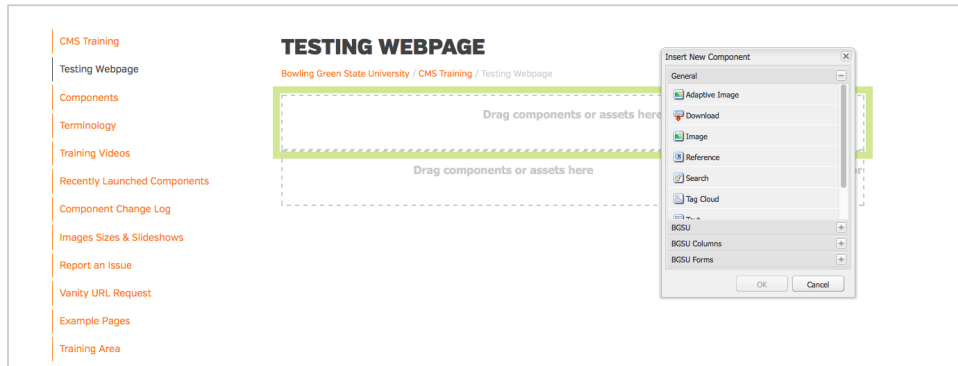 CMS Training
Testing Webpage
Components
Terminology
Training Videos
Recently Launched Components
Component Change Log
Images Sizes & Slideshows
Report an Issue
Vanity URL Request
Example Pages
Training Area
TESTING WEBPAGE
Bowling Green State University / CMS Training / Testing Webpage
Drag components or assets here
Drag components or assets here
Insert New Component
General
Adaptive Image
Download
Image
Reference
Search
Tag Cloud
BGSU
BGSU Columns
BGSU Forms
OK Cancel